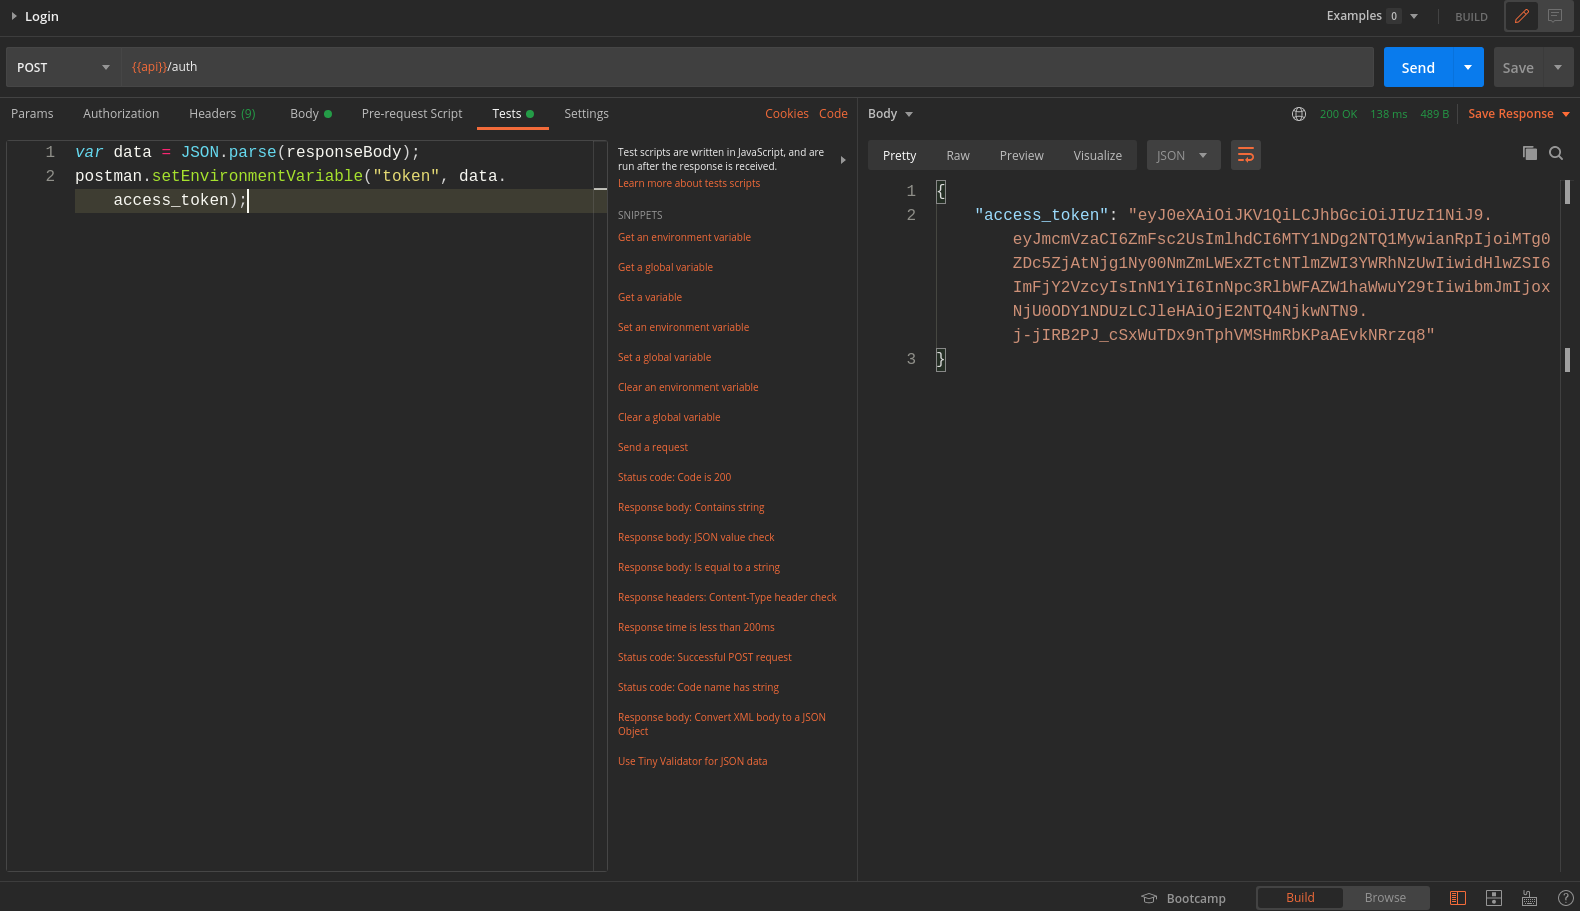 Login
Examples 0
BUILD
POST
{{api}}/auth
Send
Save
Params
Authorization
Headers (9)
Body
Pre-request Script
Tests
Settings
Cookies
Code
1 var data = JSON.parse(responseBody);
2 postman.setEnvironmentVariable("token", data.
access_token);
Test scripts are written in JavaScript, and are
run after the response is received.
Learn more about tests scripts
SNIPPETS
Get an environment variable
Get a global variable
Get a variable
Set an environment variable
Set a global variable
Clear an environment variable
Clear a global variable
Send a request
Status code: Code is 200
Response body: Contains string
Response body: JSON value check
Response body: Is equal to a string
Response headers: Content-Type header check
Response time is less than 200ms
Status code: Successful POST request
Status code: Code name has string
Response body: Convert XML body to a JSON
Object
Use Tiny Validator for JSON data
Body
200 OK
138 ms
489 B
Save Response
Pretty
Raw
Preview
Visualize
JSON
1 {
2 "access_token": "eyJ0eXAiOiJKV1QiLCJhbGciOiJIUzI1NiJ9.
eyJmcmVzaCI6ZmFsc2UsImlhdCI6MTY1NDg2NTQ1MywianRpIjoiMTg0
ZDc5ZjAtNjg1Ny00NmZmLWExZTctNTlmZWI3YWRhNzUwIiwidHlwZSI6
ImFjY2VzcyIsInN1YiI6InNpc3RlbWFAZW1haWwuY29tIiwibmJmIjox
NjU0ODY1NDUzLCJleHAiOjE2NTQ4NjkwNTN9.
j-jIRB2PJ_cSxWuTDx9nTphVMSHmRbKPaAEvkNRrzq8"
3 }
Bootcamp
Build
Browse